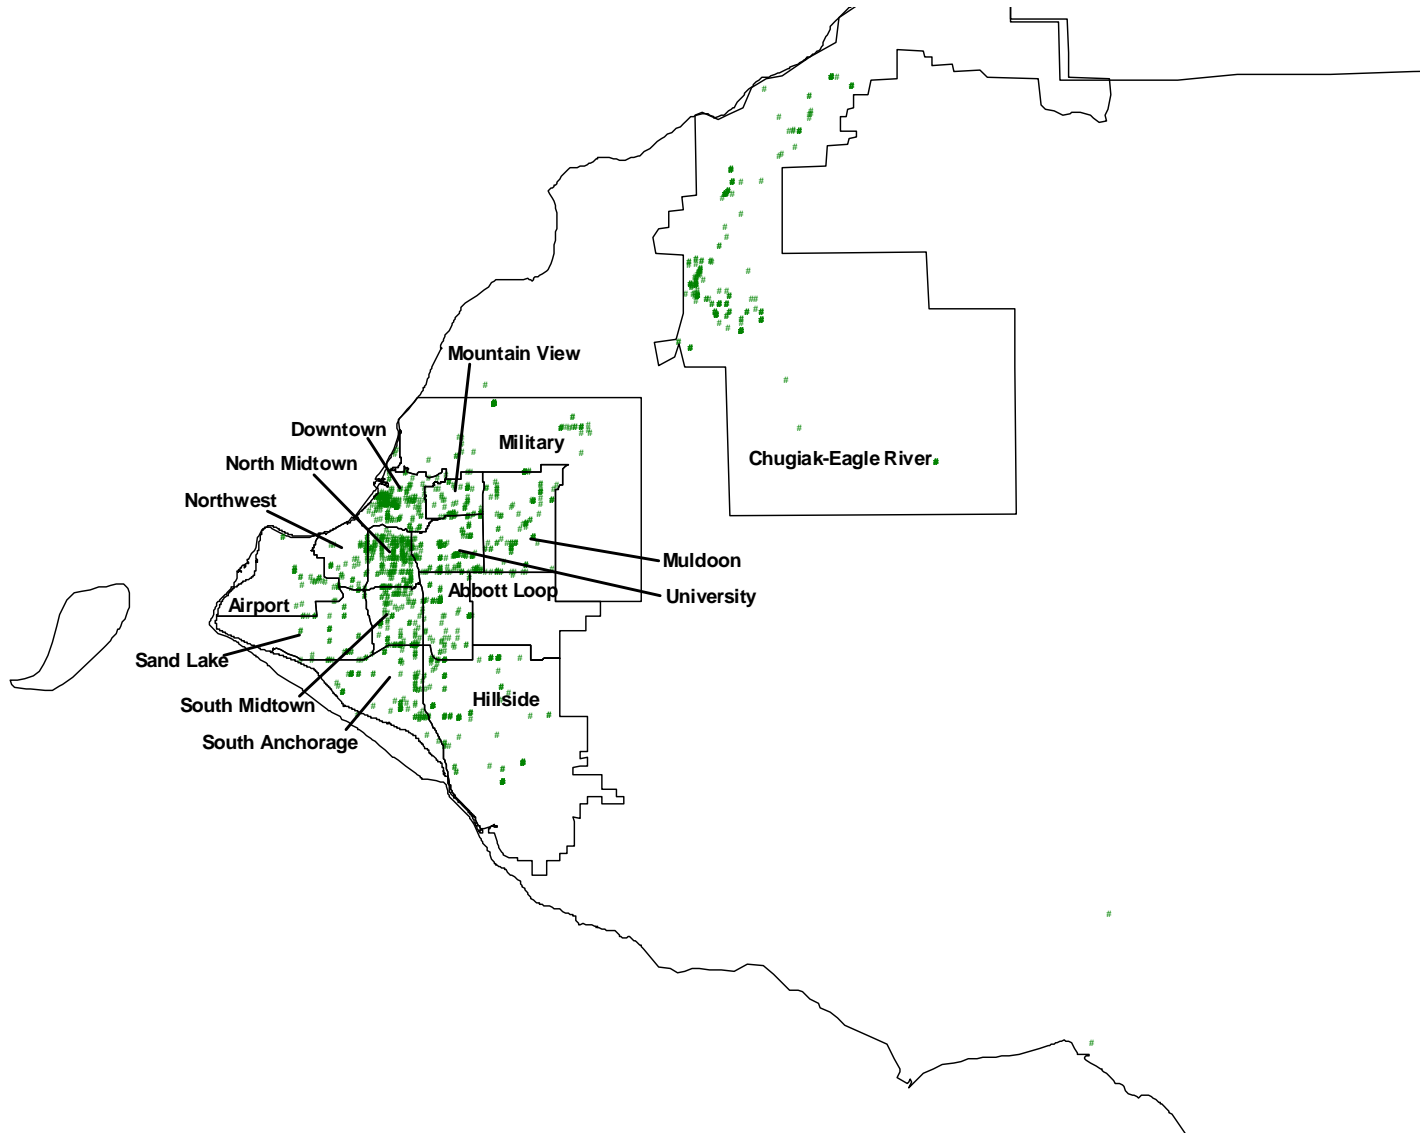 Mountain View
Downtown
Military
North Midtown
Chugiak-Eagle River
Northwest
Muldoon
Abbott Loop
University
Airport
Sand Lake
Hillside
South Midtown
South Anchorage